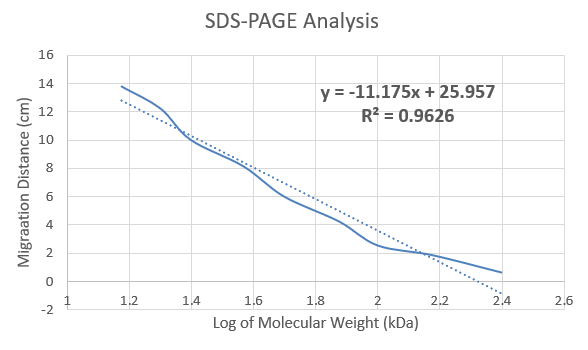 SDS-PAGE Analysis
y = -11.175x + 25.957
R² = 0.9626
16
14
12
10
8
6
4
2
0
-2
1 1.2 1.4 1.6 1.8 2 2.2 2.4 2.6
Migraation Distance (cm)
Log of Molecular Weight (kDa)